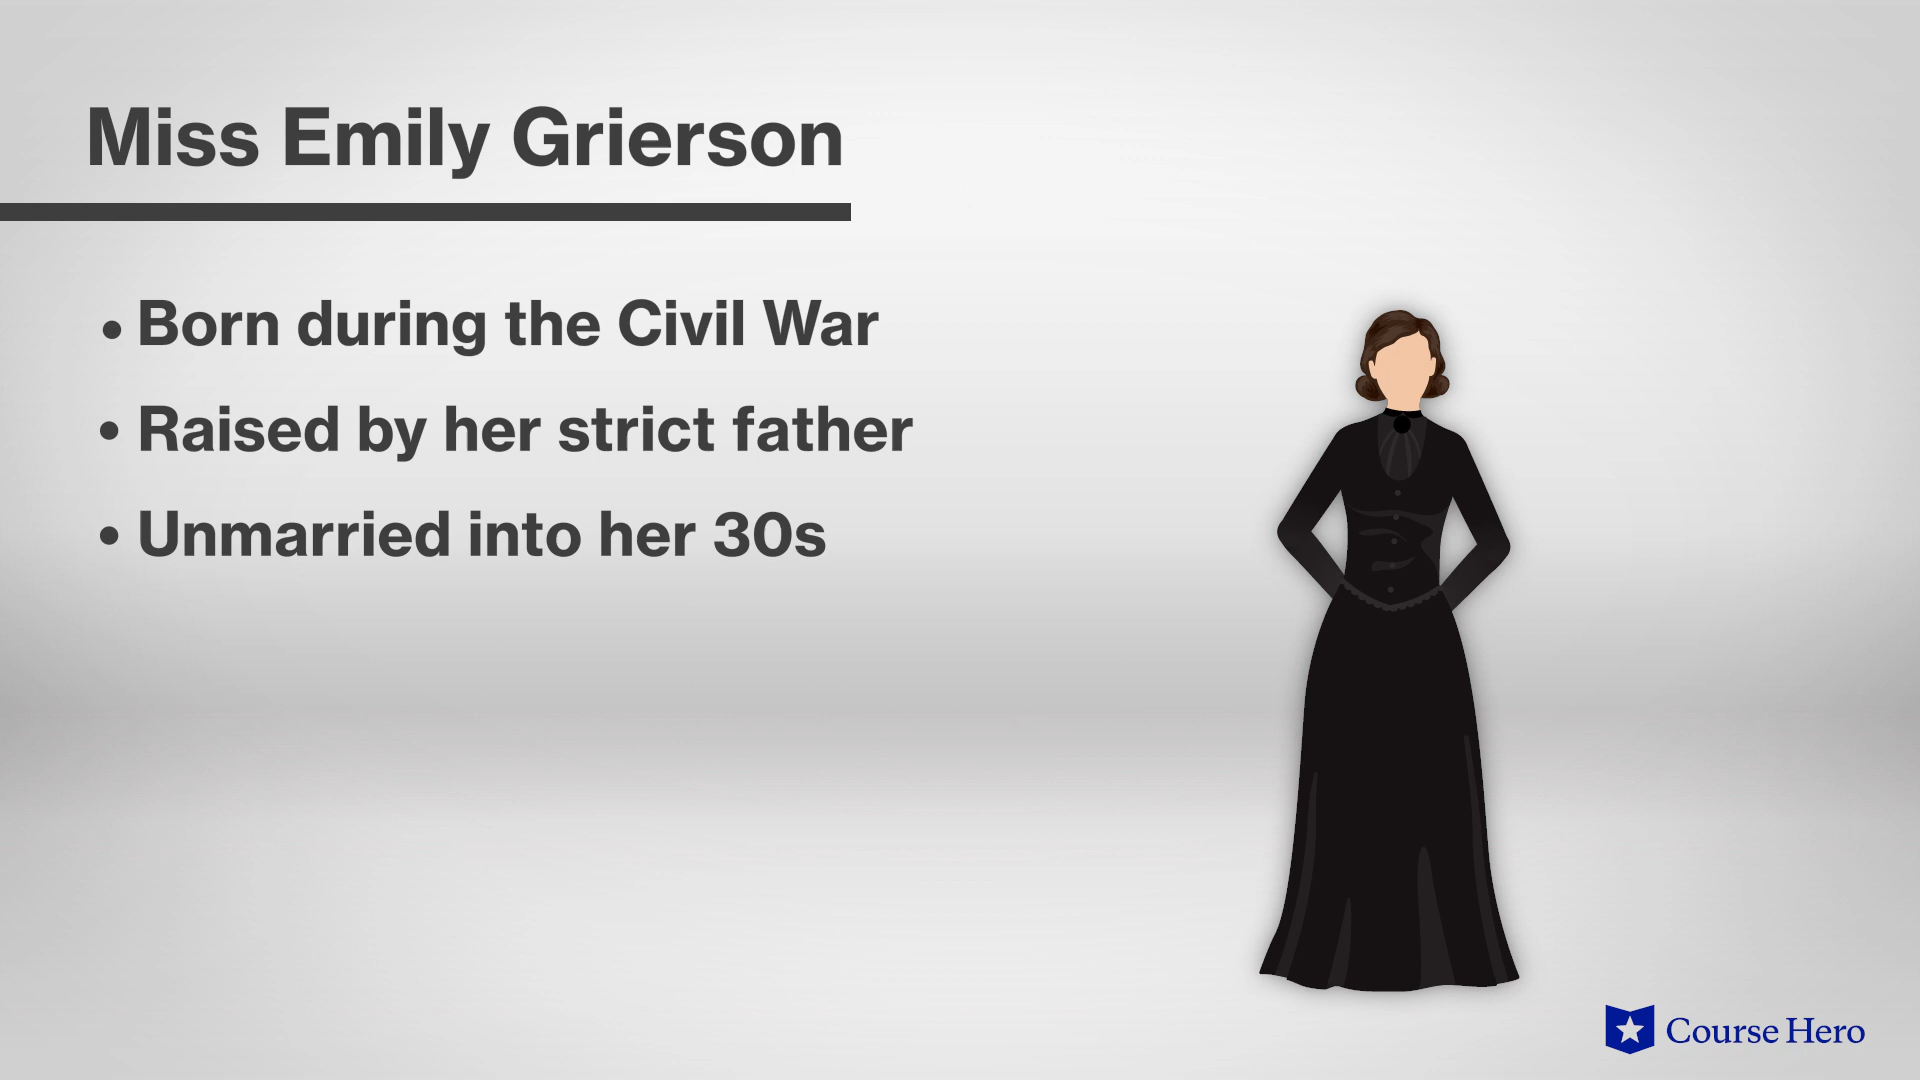 Miss Emily Grierson
• Born during the Civil War
• Raised by her strict father
• Unmarried into her 30s
Course Hero